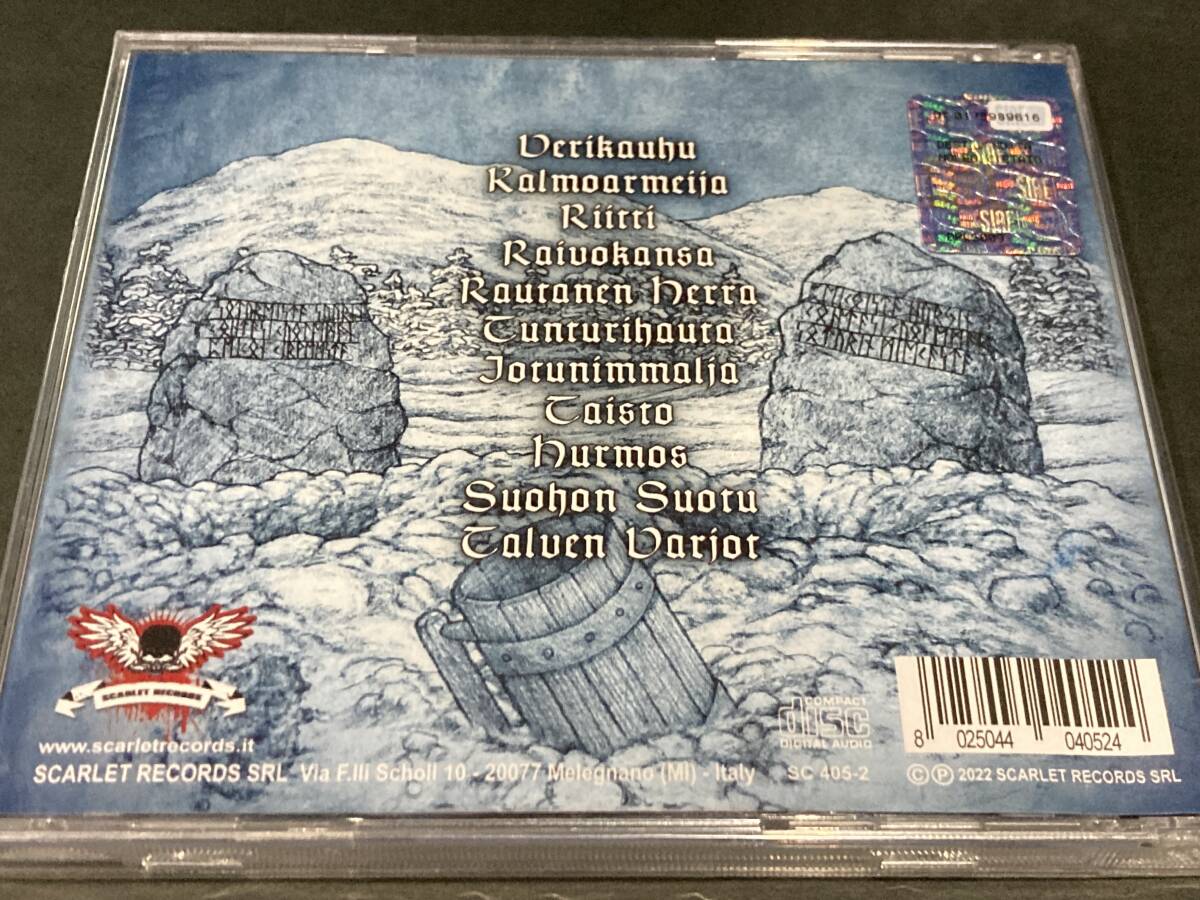 Verikauhu
Kalmoarmeija
Riitti
Raivokansa
Rautanen Herra
Tunturihauta
Jotunimmalja
Taisto
Hurmos
Suohon Suotu
Talven Varjot
SIAE
SIAE
SCARLET RECORDS
www.scarletrecords.it
SCARLET RECORDS SRL Via F.lli Scholl 10 - 20077 Melegnano (MI) - Italy SC 405-2
COMPACT
disc
DIGITAL AUDIO
8 025044 040524
©℗ 2022 SCARLET RECORDS SRL